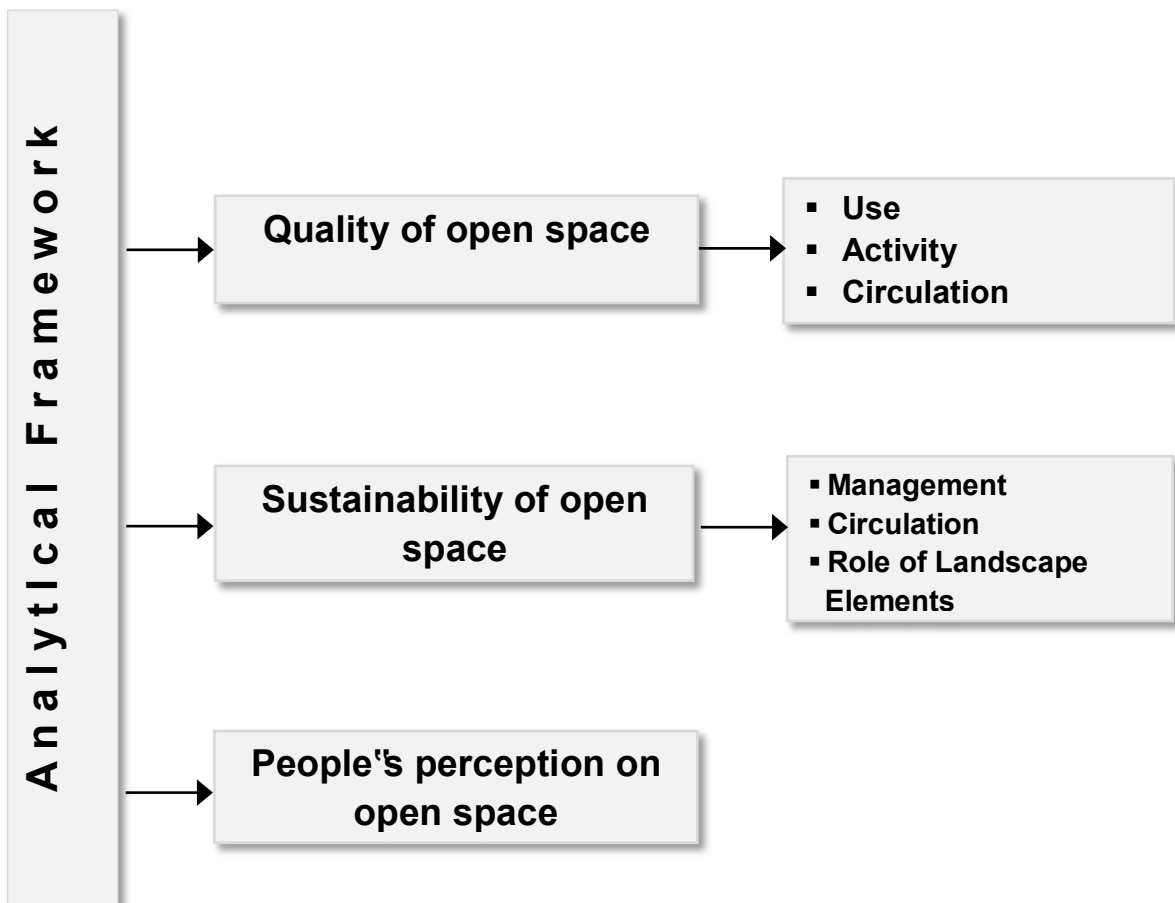 Analytical Framework
Quality of open space
▪ Use
▪ Activity
▪ Circulation
Sustainability of open
space
▪ Management
▪ Circulation
▪ Role of Landscape
Elements
People‟s perception on
open space